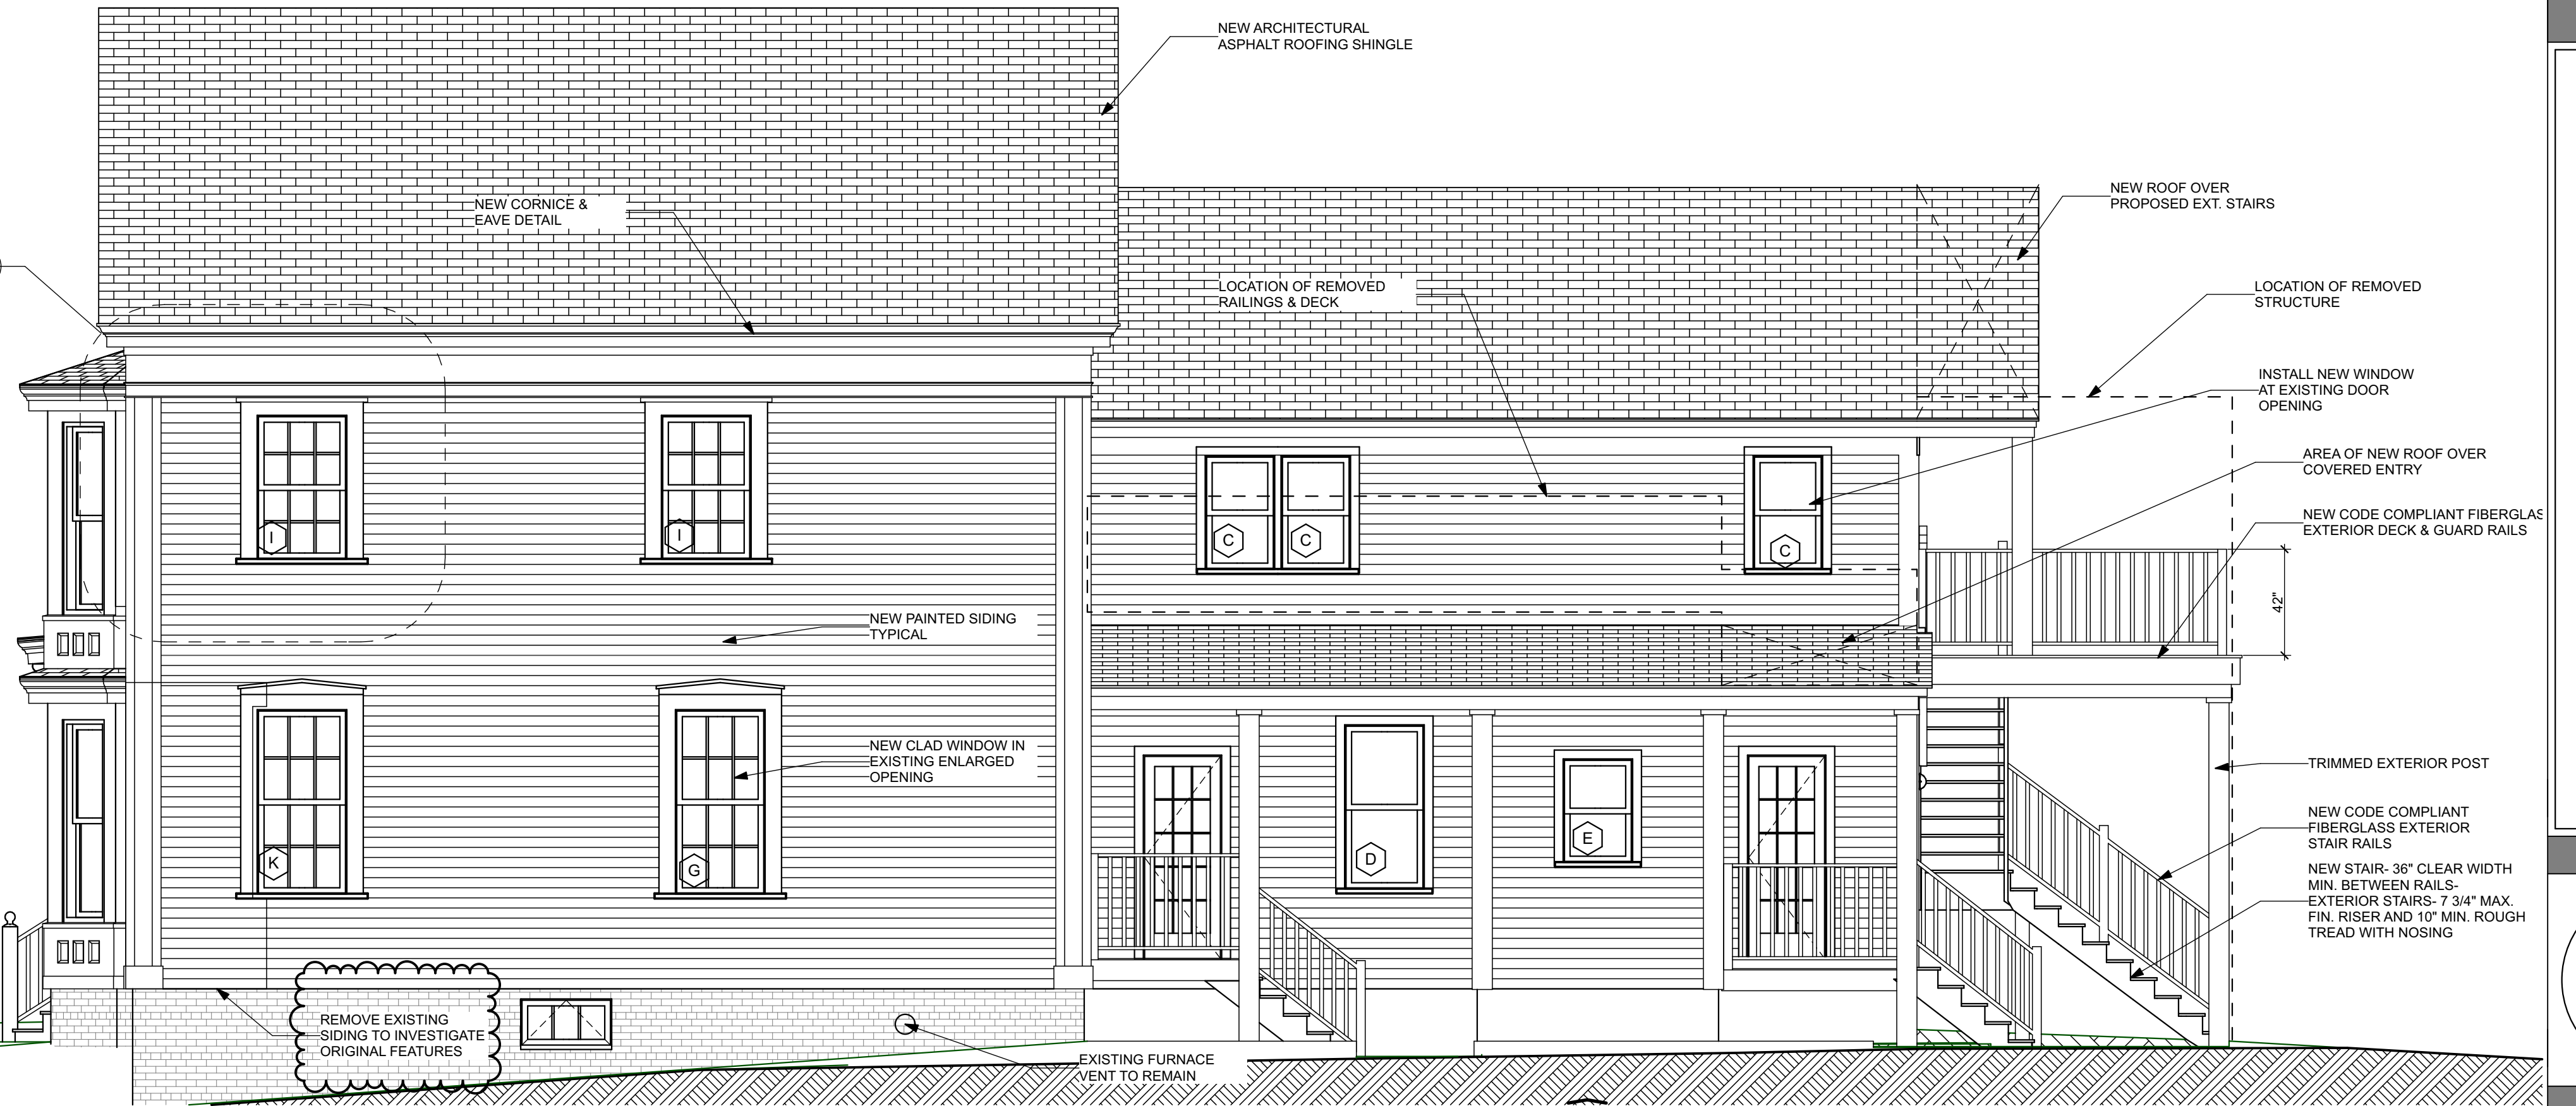 NEW ARCHITECTURAL
ASPHALT ROOFING SHINGLE
NEW CORNICE &
EAVE DETAIL
NEW ROOF OVER
PROPOSED EXT. STAIRS
LOCATION OF REMOVED
RAILINGS & DECK
LOCATION OF REMOVED
STRUCTURE
INSTALL NEW WINDOW
AT EXISTING DOOR
OPENING
AREA OF NEW ROOF OVER
COVERED ENTRY
NEW CODE COMPLIANT FIBERGLAS
EXTERIOR DECK & GUARD RAILS
I
I
C
C
C
42"
NEW PAINTED SIDING
TYPICAL
NEW CLAD WINDOW IN
EXISTING ENLARGED
OPENING
K
G
D
E
TRIMMED EXTERIOR POST
NEW CODE COMPLIANT
FIBERGLASS EXTERIOR
STAIR RAILS
NEW STAIR- 36" CLEAR WIDTH
MIN. BETWEEN RAILS-
EXTERIOR STAIRS- 7 3/4" MAX.
FIN. RISER AND 10" MIN. ROUGH
TREAD WITH NOSING
REMOVE EXISTING
SIDING TO INVESTIGATE
ORIGINAL FEATURES
EXISTING FURNACE
VENT TO REMAIN